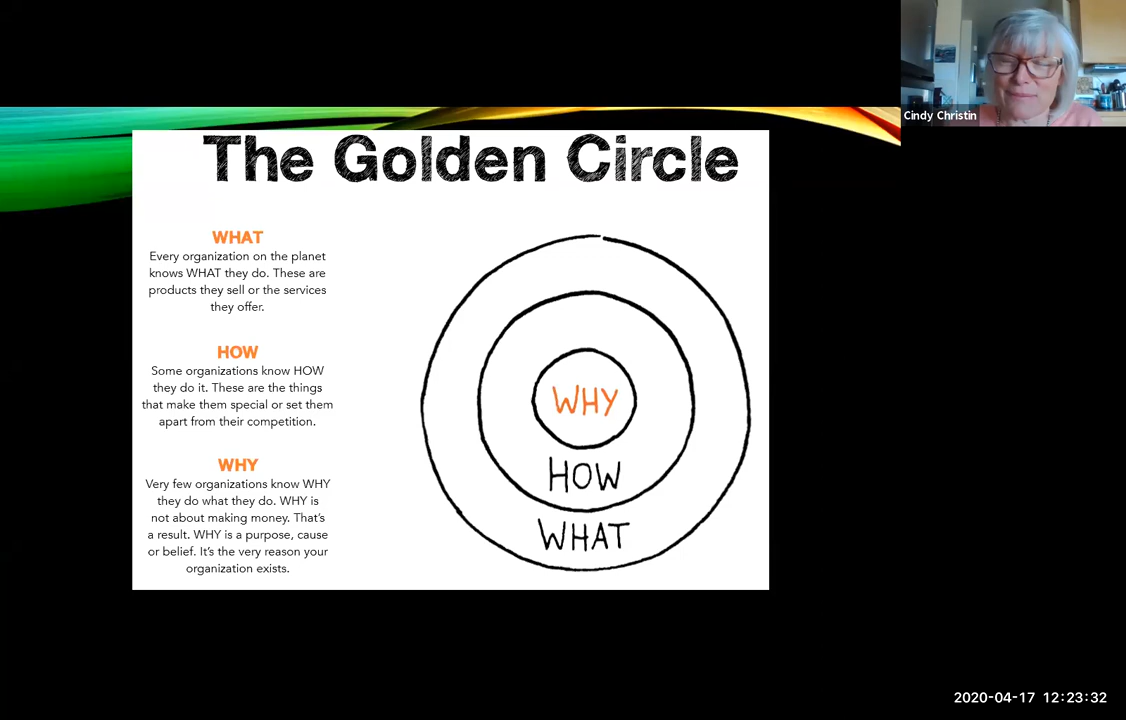 Cindy Christin
The Golden Circle
WHAT
Every organization on the planet
knows WHAT they do. These are
products they sell or the services
they offer.
HOW
Some organizations know HOW
they do it. These are the things
that make them special or set them
apart from their competition.
WHY
Very few organizations know WHY
they do what they do. WHY is
not about making money. That's
a result. WHY is a purpose, cause
or belief. It's the very reason your
organization exists.
WHY
HOW
WHAT
2020-04-17 12:23:32